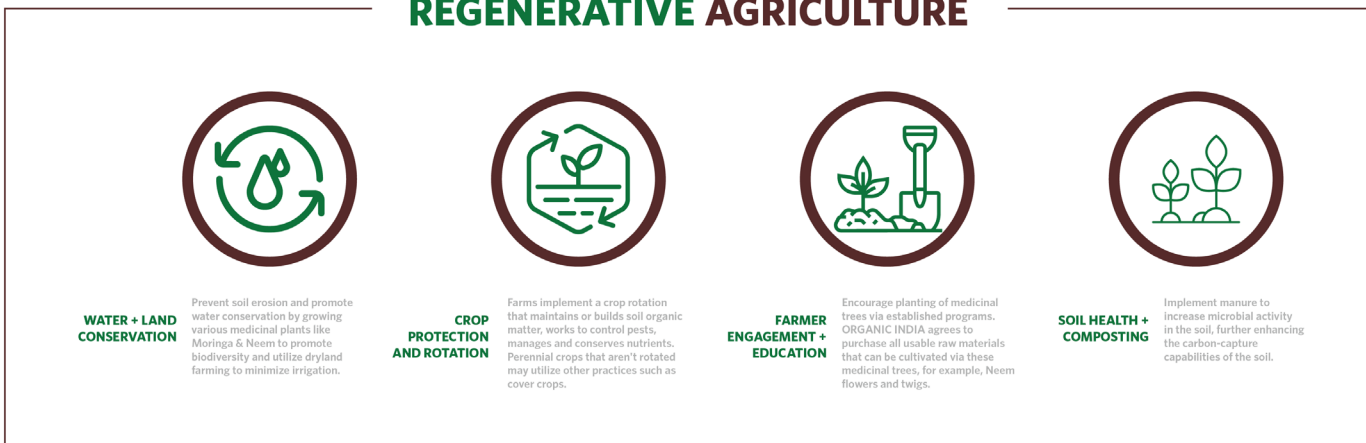 REGENERATIVE AGRICULTURE
WATER + LAND
CONSERVATION
Prevent soil erosion and promote
water conservation by growing
various medicinal plants like
Moringa & Neem to promote
biodiversity and utilize dryland
farming to minimize irrigation.
CROP
PROTECTION
AND ROTATION
Farms implement a crop rotation
that maintains or builds soil organic
matter, works to control pests,
manages and conserves nutrients.
Perennial crops that aren't rotated
may utilize other practices such as
cover crops.
FARMER
ENGAGEMENT +
EDUCATION
Encourage planting of medicinal
trees via established programs.
ORGANIC INDIA agrees to
purchase all usable raw materials
that can be cultivated via these
medicinal trees, for example, Neem
flowers and twigs.
SOIL HEALTH +
COMPOSTING
Implement manure to
increase microbial activity
in the soil, further enhancing
the carbon-capture
capabilities of the soil.